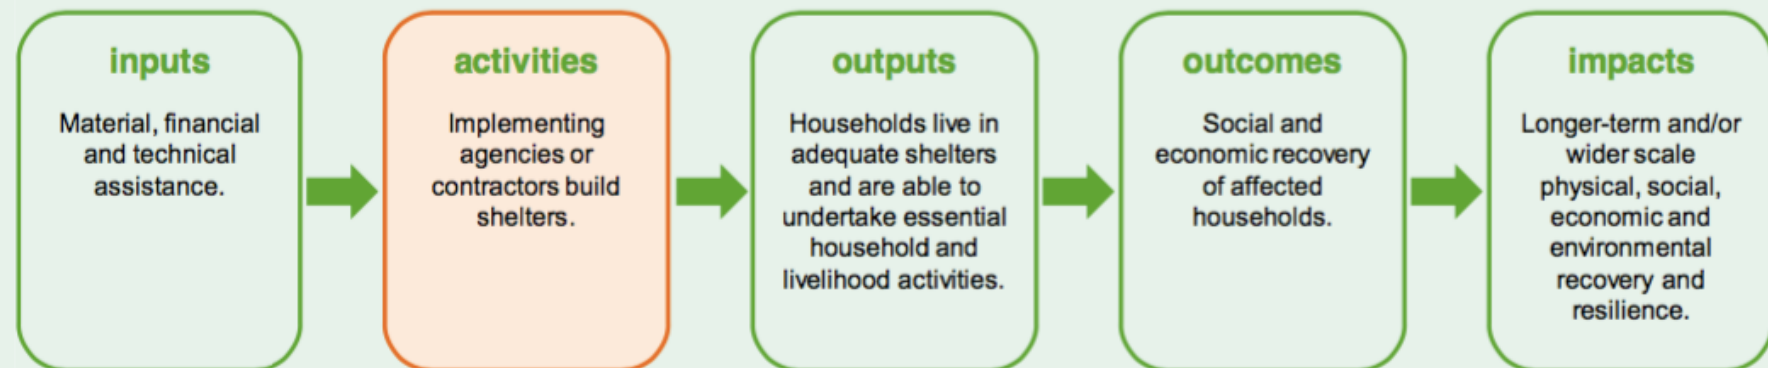 inputs
Material, financial
and technical
assistance.
activities
Implementing
agencies or
contractors build
shelters.
outputs
Households live in
adequate shelters
and are able to
undertake essential
household and
livelihood activities.
outcomes
Social and
economic recovery
of affected
households.
impacts
Longer-term and/or
wider scale
physical, social,
economic and
environmental
recovery and
resilience.